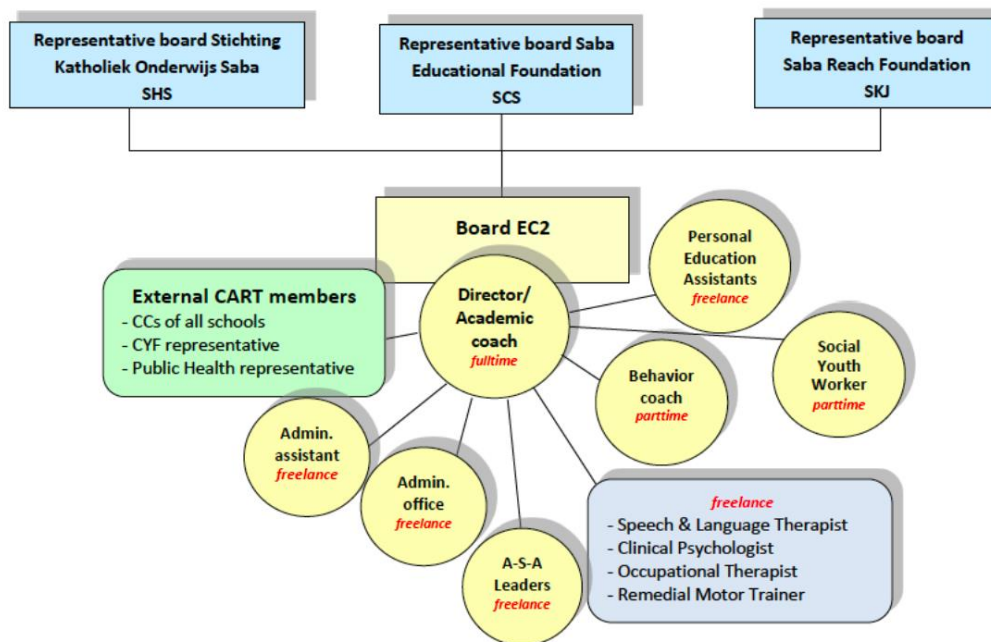 Representative board Stichting
Katholiek Onderwijs Saba
SHS
Representative board Saba
Educational Foundation
SCS
Representative board
Saba Reach Foundation
SKJ
Board EC2
Personal
Education
Assistants
freelance
External CART members
- CCs of all schools
- CYF representative
- Public Health representative
Director/
Academic
coach
fulltime
Social
Youth
Worker
parttime
Behavior
coach
parttime
Admin.
assistant
freelance
Admin.
office
freelance
A-S-A
Leaders
freelance
freelance
- Speech & Language Therapist
- Clinical Psychologist
- Occupational Therapist
- Remedial Motor Trainer